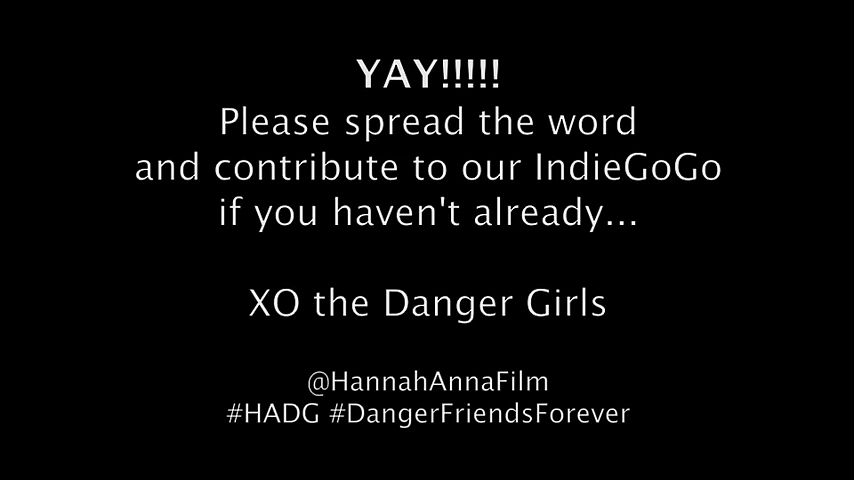 YAY!!!!!
Please spread the word
and contribute to our IndieGoGo
if you haven't already...
XO the Danger Girls
@HannahAnnaFilm
#HADG #DangerFriendsForever